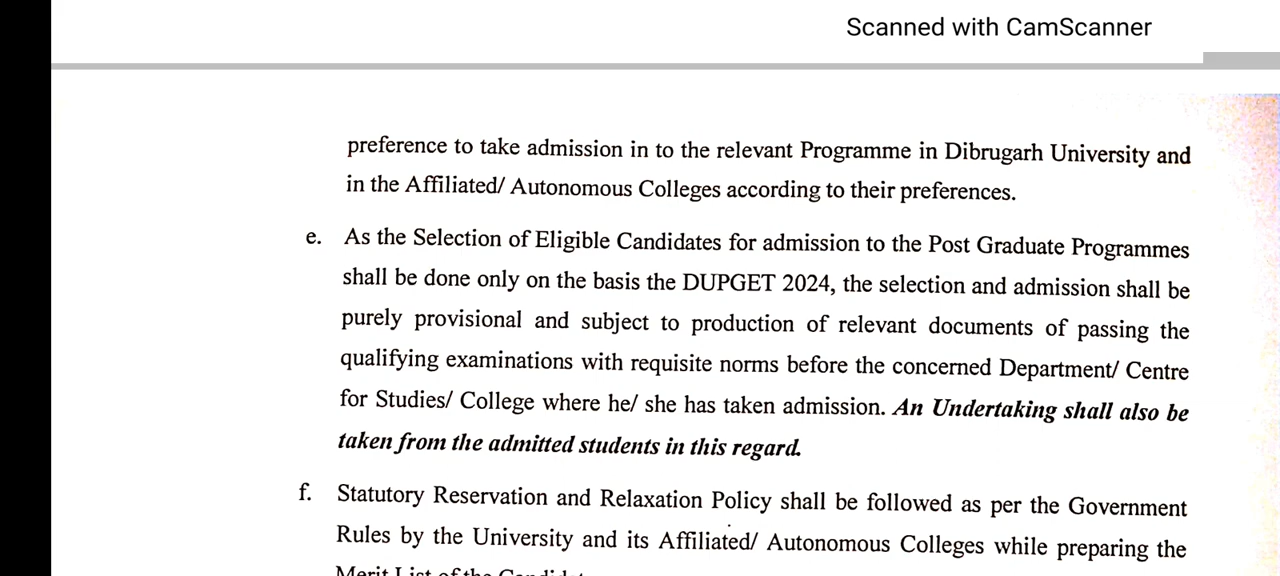 Scanned with CamScanner
preference to take admission in to the relevant Programme in Dibrugarh University and
in the Affiliated/ Autonomous Colleges according to their preferences.
e. As the Selection of Eligible Candidates for admission to the Post Graduate Programmes
shall be done only on the basis the DUPGET 2024, the selection and admission shall be
purely provisional and subject to production of relevant documents of passing the
qualifying examinations with requisite norms before the concerned Department/ Centre
for Studies/ College where he/ she has taken admission. An Undertaking shall also be
taken from the admitted students in this regard.
f. Statutory Reservation and Relaxation Policy shall be followed as per the Government
Rules by the University and its Affiliated/ Autonomous Colleges while preparing the
Merit List of the